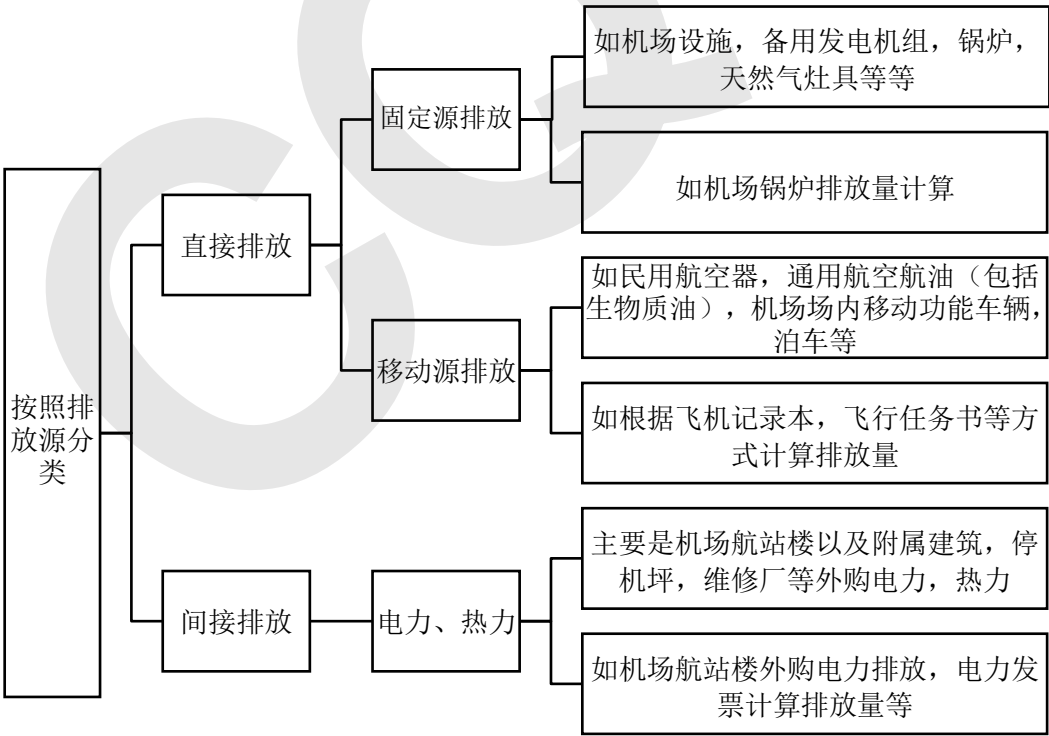 按照排
放源分
类
直接排放
固定源排放
如机场设施，备用发电机组，锅炉，
天然气灶具等等
如机场锅炉排放量计算
移动源排放
如民用航空器，通用航空航油（包括
生物质油），机场场内移动功能车辆，
泊车等
如根据飞机记录本，飞行任务书等方
式计算排放量
间接排放
电力、热力
主要是机场航站楼以及附属建筑，停
机坪，维修厂等外购电力，热力
如机场航站楼外购电力排放，电力发
票计算排放量等